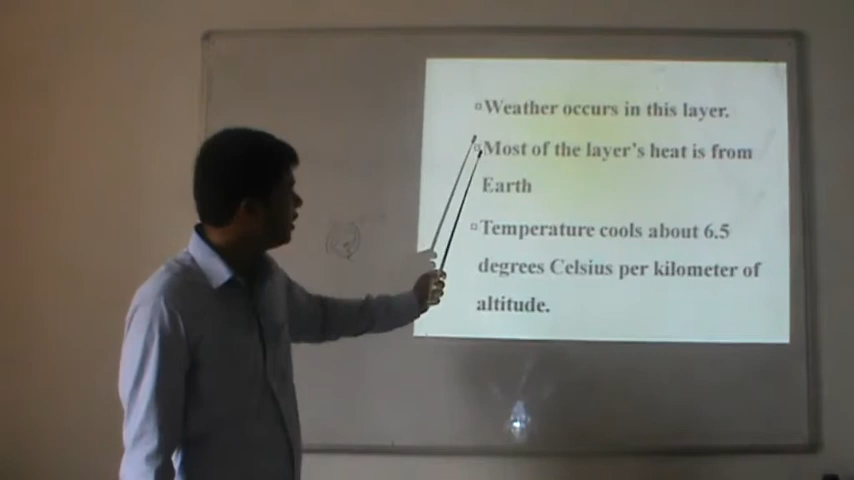 ▫Weather occurs in this layer.
▫Most of the layer's heat is from
Earth
▫Temperature cools about 6.5
degrees Celsius per kilometer of
altitude.